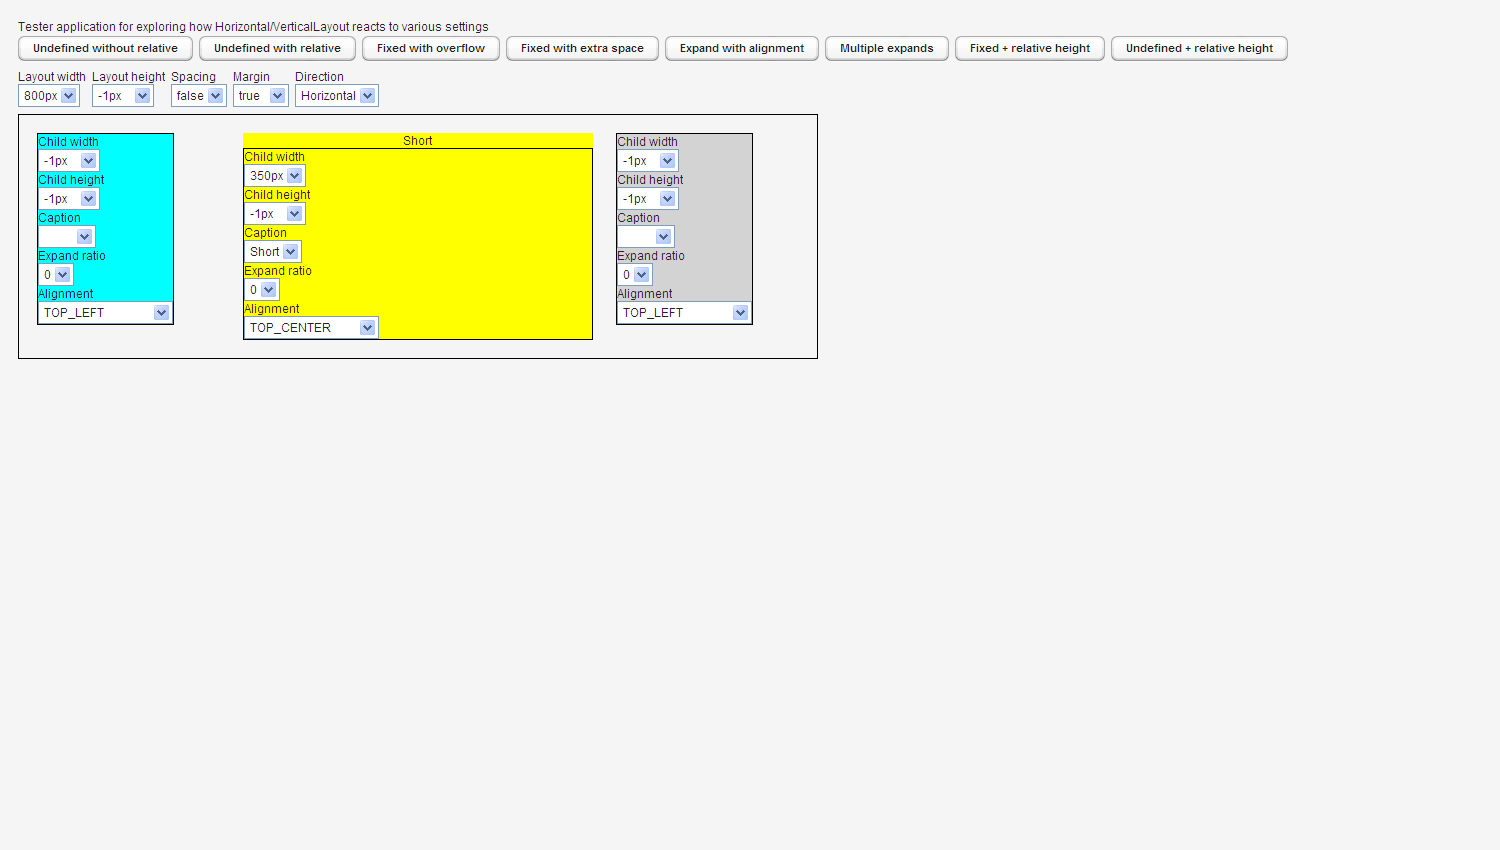 Tester application for exploring how Horizontal/VerticalLayout reacts to various settings
Undefined without relative Undefined with relative Fixed with overflow Fixed with extra space Expand with alignment Multiple expands Fixed + relative height Undefined + relative height
Layout width Layout height Spacing Margin Direction
800px -1px false true Horizontal
Child width
-1px
Child height
-1px
Caption
Expand ratio
0
Alignment
TOP_LEFT
Short
Child width
350px
Child height
-1px
Caption
Short
Expand ratio
0
Alignment
TOP_CENTER
Child width
-1px
Child height
-1px
Caption
Expand ratio
0
Alignment
TOP_LEFT